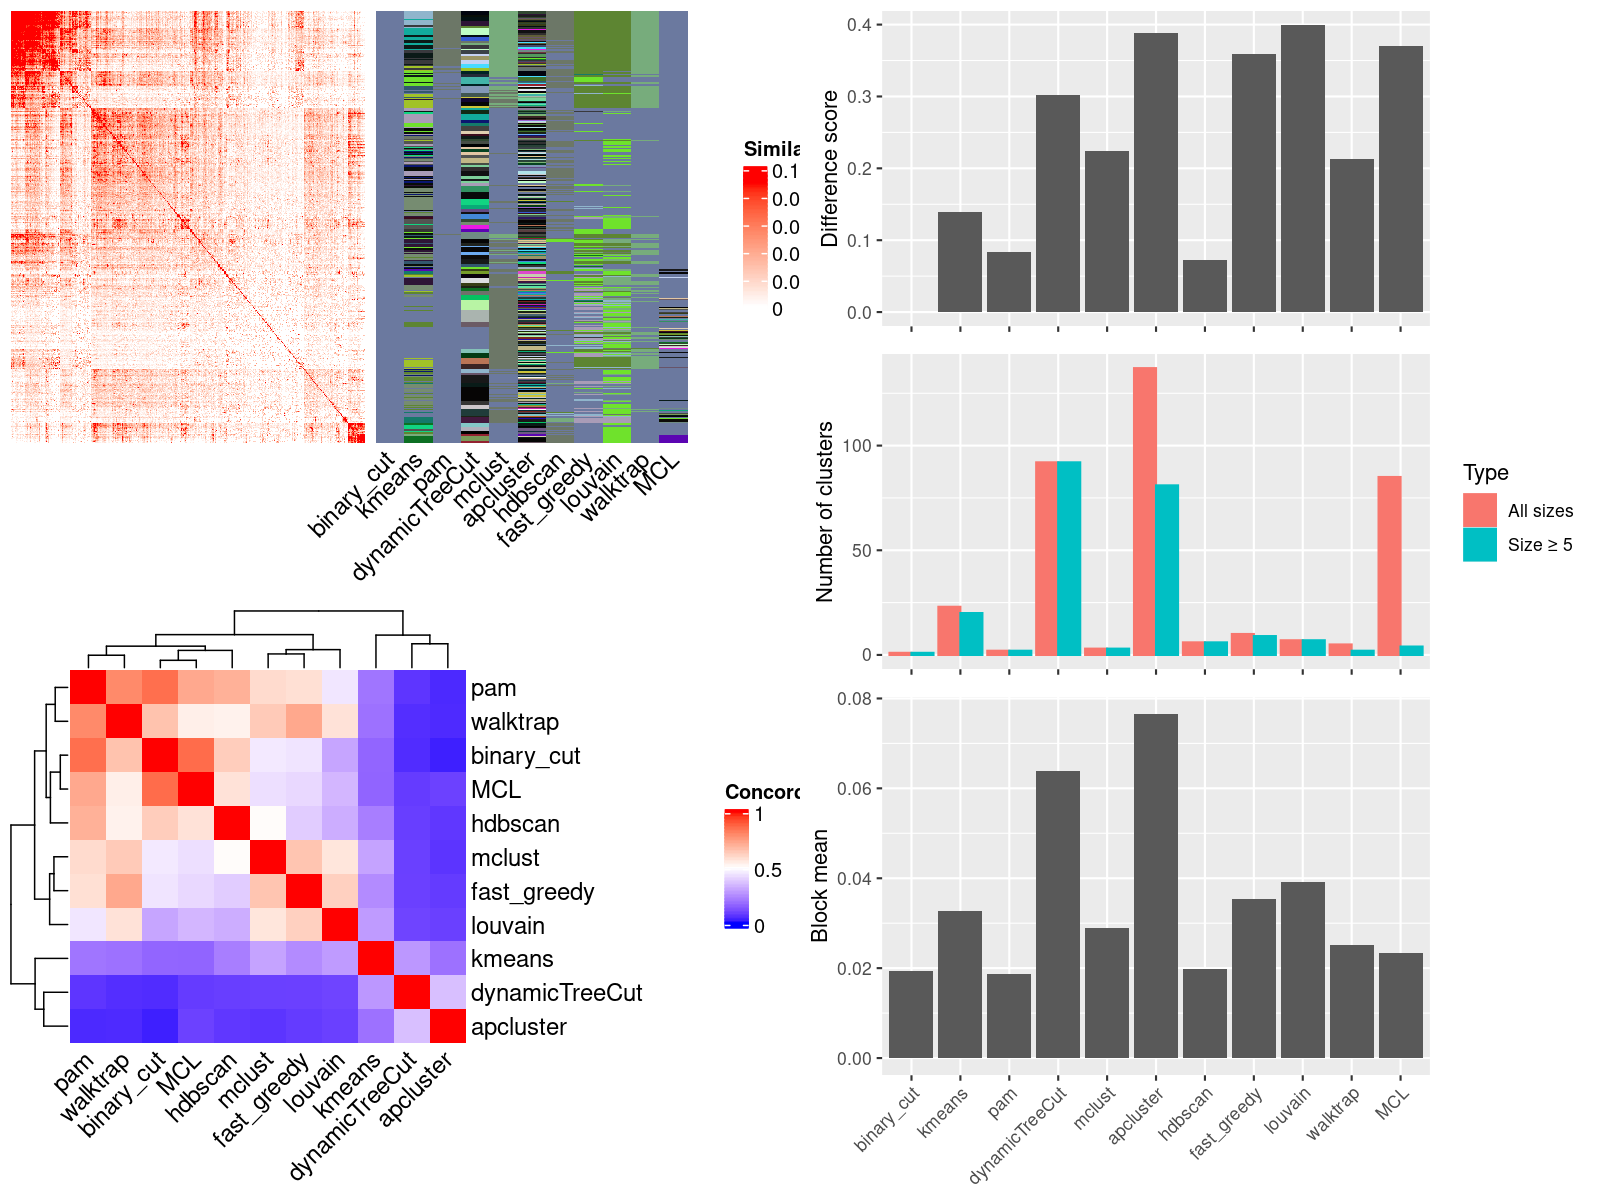 Simila
0.1
0.0
0.0
0.0
0.0
0
binary_cut
kmeans
pam
dynamicTreeCut
mclust
apcluster
hdbscan
fast_greedy
louvain
walktrap
MCL
pam
walktrap
binary_cut
MCL
hdbscan
mclust
fast_greedy
louvain
kmeans
dynamicTreeCut
apcluster
pam
walktrap
binary_cut
MCL
hdbscan
mclust
fast_greedy
louvain
kmeans
dynamicTreeCut
apcluster
Concord
1
0.5
0
Difference score
0.4
0.3
0.2
0.1
0.0
Number of clusters
100
50
0
Type
All sizes
Size ≥ 5
Block mean
0.08
0.06
0.04
0.02
0.00
binary_cut
kmeans
pam
dynamicTreeCut
mclust
apcluster
hdbscan
fast_greedy
louvain
walktrap
MCL